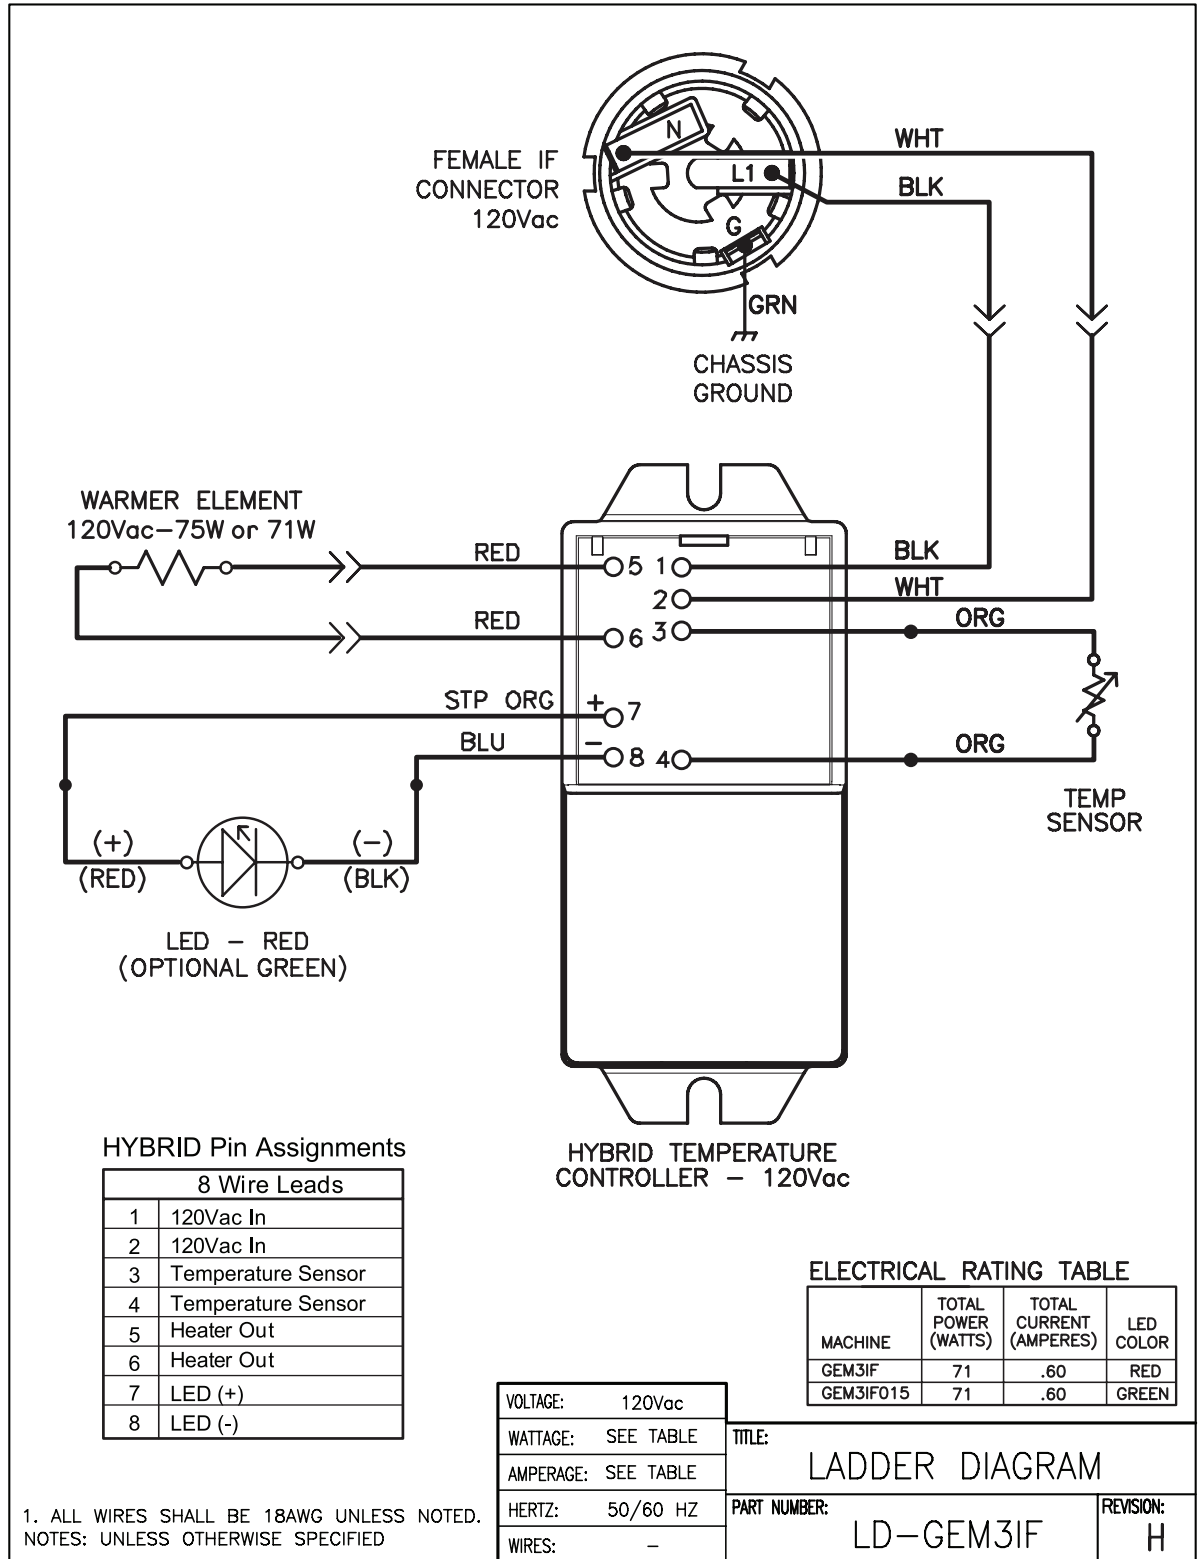 N
WHT
FEMALE IF
CONNECTOR
120Vac
L1
BLK
G
GRN
CHASSIS
GROUND
WARMER ELEMENT
120Vac-75W or 71W
RED
5
1
BLK
2
WHT
RED
6
3
ORG
STP ORG
+
7
BLU
-
8
4
ORG
TEMP
SENSOR
(+)
(RED)
(-)
(BLK)
LED - RED
(OPTIONAL GREEN)
HYBRID TEMPERATURE
CONTROLLER - 120Vac
HYBRID Pin Assignments
8 Wire Leads
1 120Vac In
2 120Vac In
3 Temperature Sensor
4 Temperature Sensor
5 Heater Out
6 Heater Out
7 LED (+)
8 LED (-)
ELECTRICAL RATING TABLE
MACHINE TOTAL POWER (WATTS) TOTAL CURRENT (AMPERES) LED COLOR
GEM3IF 71 .60 RED
GEM3IF015 71 .60 GREEN
VOLTAGE: 120Vac
WATTAGE: SEE TABLE
AMPERAGE: SEE TABLE
HERTZ: 50/60 HZ
WIRES: -
TITLE:
LADDER DIAGRAM
PART NUMBER:
LD-GEM3IF
REVISION:
H
1. ALL WIRES SHALL BE 18AWG UNLESS NOTED.
NOTES: UNLESS OTHERWISE SPECIFIED